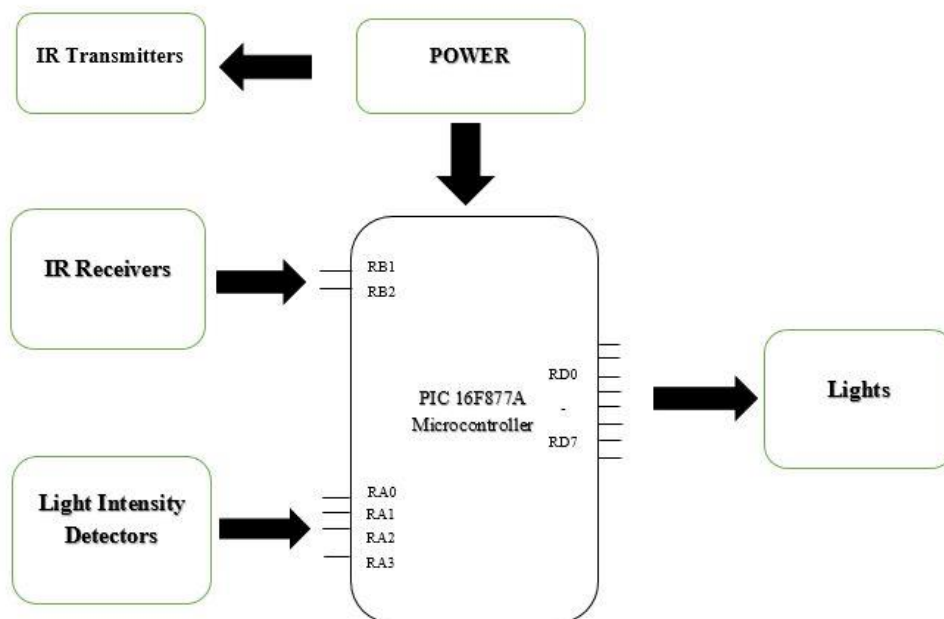 IR Transmitters
POWER
IR Receivers
RB1
RB2
RD0
PIC 16F877A
-
Microcontroller
RD7
Lights
Light Intensity
Detectors
RA0
RA1
RA2
RA3